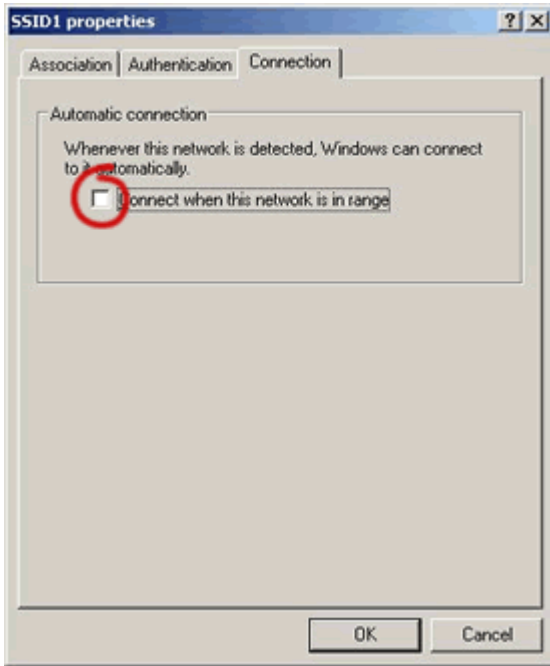 SSID1 properties
Association
Authentication
Connection
Automatic connection
Whenever this network is detected, Windows can connect
to it automatically.
Connect when this network is in range
OK
Cancel